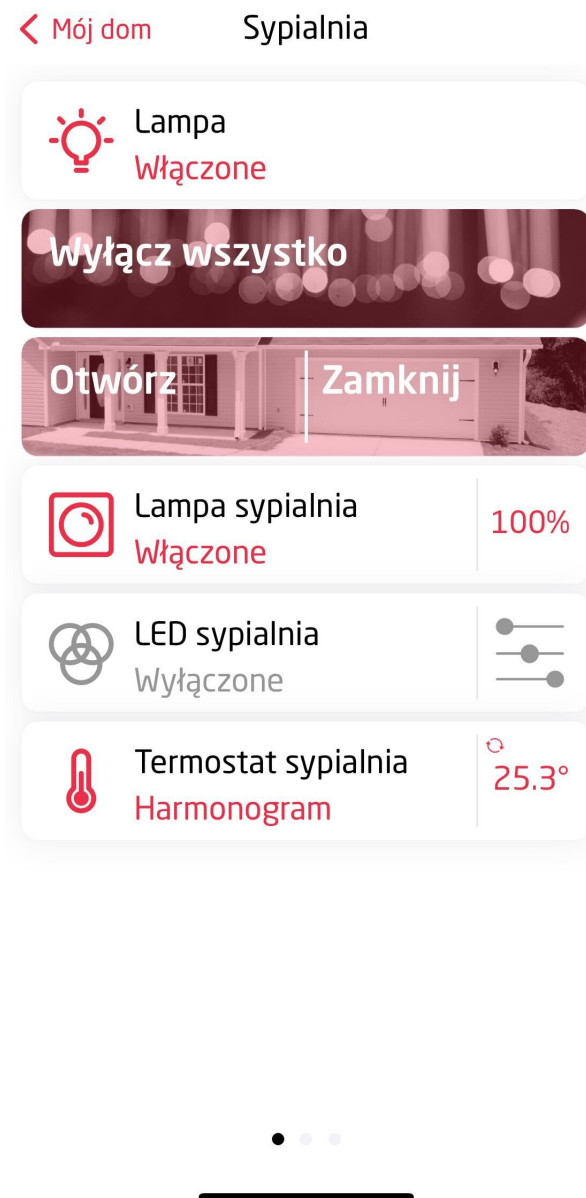 Mój dom Sypialnia
Lampa
Włączone
Wyłącz wszystko
Otwórz Zamknij
Lampa sypialnia
Włączone
100%
LED sypialnia
Wyłączone
Termostat sypialnia
Harmonogram
25.3°